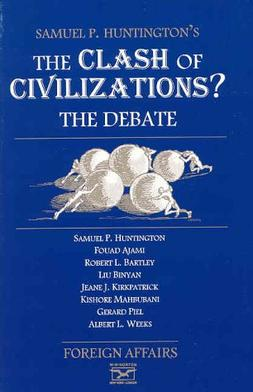 SAMUEL P. HUNTINGTON'S
THE CLASH OF
CIVILIZATIONS?
THE DEBATE
SAMUEL P. HUNTINGTON
FOUAD AJAMI
ROBERT L. BARTLEY
LIU BINYAN
JEANE J. KIRKPATRICK
KISHORE MAHBUBANI
GERARD PIEL
ALBERT L. WEEKS
FOREIGN AFFAIRS